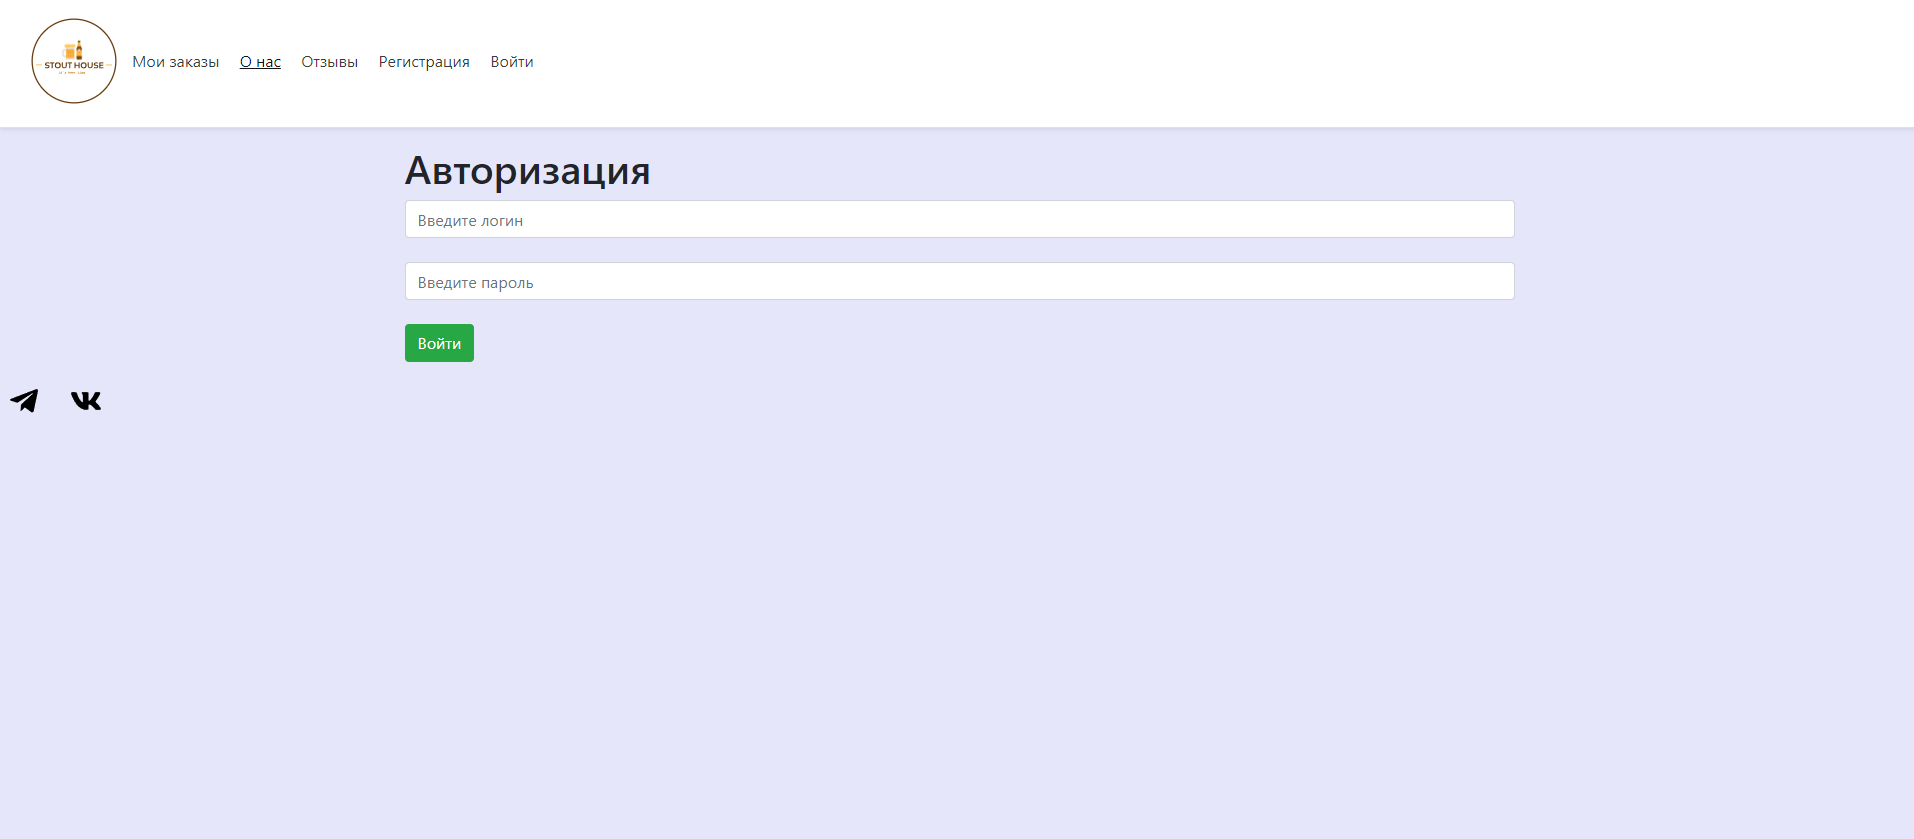 STOUT HOUSE
Мои заказы О нас Отзывы Регистрация Войти
Авторизация
Введите логин
Введите пароль
Войти